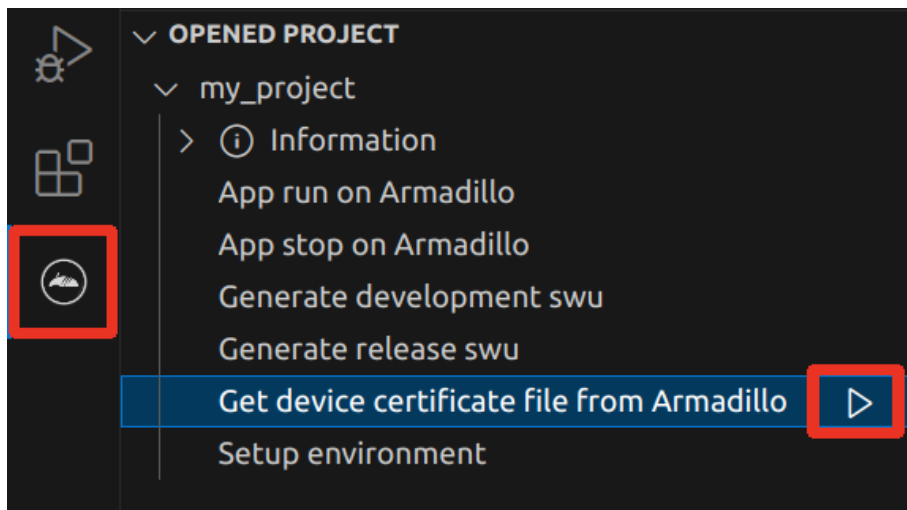 OPENED PROJECT
my_project
Information
App run on Armadillo
App stop on Armadillo
Generate development swu
Generate release swu
Get device certificate file from Armadillo
Setup environment